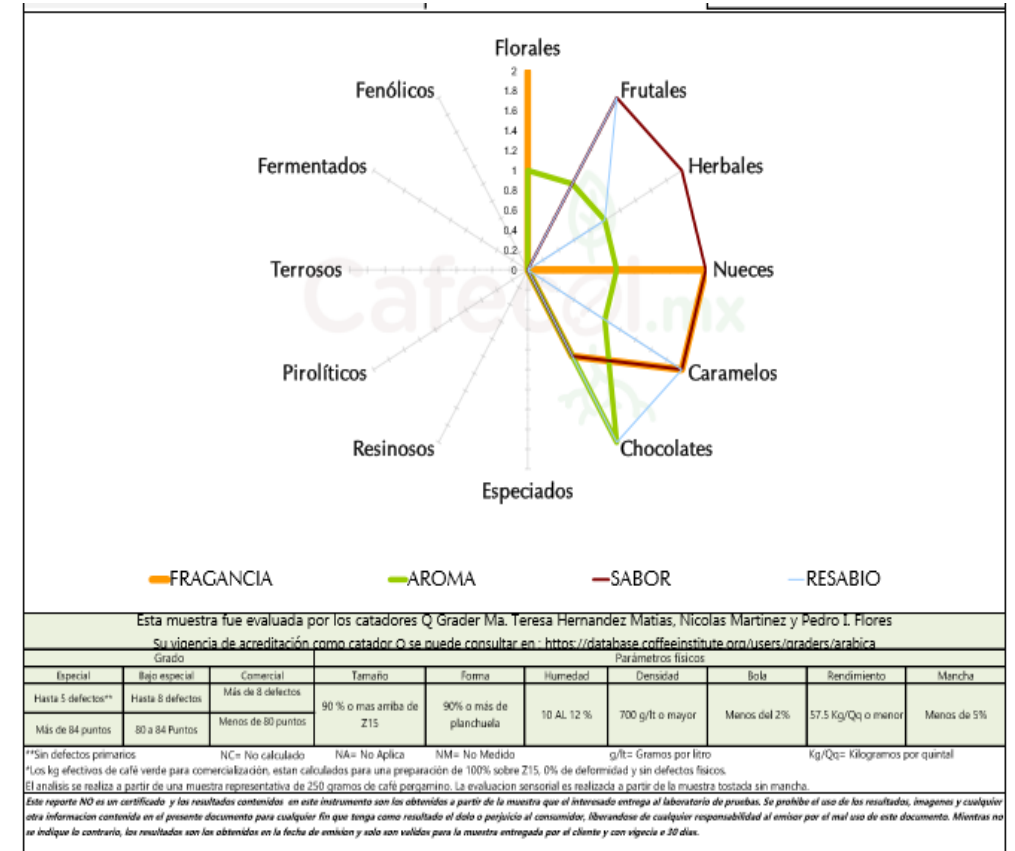 Florales
2
1.8
1.6
1.4
1.2
1
0.8
0.6
0.4
0.2
0
Fenólicos
Frutales
Fermentados
Herbales
Terrosos
Nueces
Pirolíticos
Caramelos
Resinosos
Chocolates
Especiados
Cafecol.mx
FRAGANCIA AROMA SABOR RESABIO
Esta muestra fue evaluada por los catadores Q Grader Ma. Teresa Hernandez Matias, Nicolas Martinez y Pedro I. Flores
Su vigencia de acreditación como catador Q se puede consultar en : https://database.coffeeinstitute.org/users/graders/arabica
Grado Parámetros físicos
Especial Bajo especial Comercial Tamaño Forma Humedad Densidad Bola Rendimiento Mancha
Hasta 5 defectos** Hasta 8 defectos Más de 8 defectos 90 % o mas arriba de Z15 90% o más de planchuela 10 AL 12 % 700 g/lt o mayor Menos del 2% 57.5 Kg/Qq o menor Menos de 5%
Más de 84 puntos 80 a 84 Puntos Menos de 80 puntos
**Sin defectos primarios NC= No calculado NA= No Aplica NM= No Medido g/lt= Gramos por litro Kg/Qq= Kilogramos por quintal
*Los kg efectivos de café verde para comercialización, estan calculados para una preparación de 100% sobre Z15, 0% de deformidad y sin defectos físicos.
El analisis se realiza a partir de una muestra representativa de 250 gramos de café pergamino. La evaluacion sensorial es realizada a partir de la muestra tostada sin mancha.
Este reporte NO es un certificado y los resultados contenidos en este instrumento son los obtenidos a partir de la muestra que el interesado entrega al laboratorio de pruebas. Se prohibe el uso de los resultados, imagenes y cualquier
otra informacion contenida en el presente documento para cualquier fin que tenga como resultado el dolo o perjuicio al consumidor, liberandose de cualquier responsabilidad al emisor por el mal uso de este documento. Mientras no
se indique lo contrario, los resultados son los obtenidos en la fecha de emision y solo son validos para la muestra entregada por el cliente y con vigecia e 30 dias.